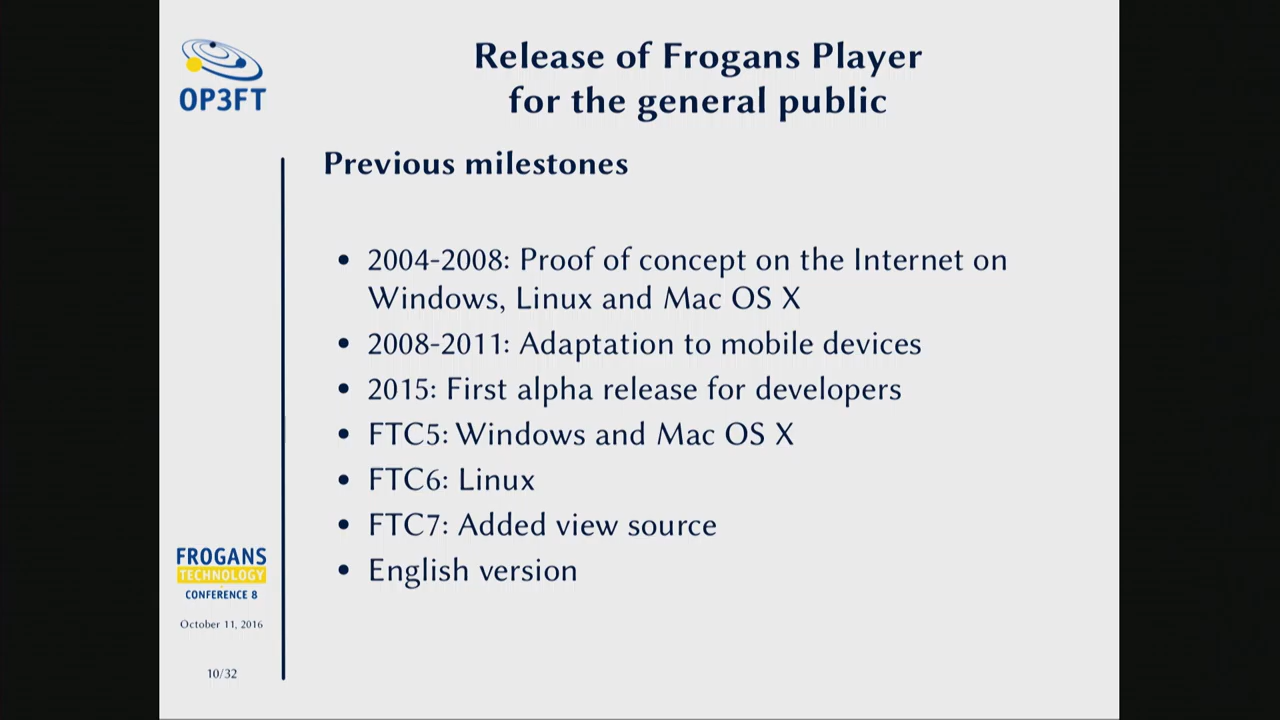 OP3FT
Release of Frogans Player
for the general public
Previous milestones
• 2004-2008: Proof of concept on the Internet on
Windows, Linux and Mac OS X
• 2008-2011: Adaptation to mobile devices
• 2015: First alpha release for developers
• FTC5: Windows and Mac OS X
• FTC6: Linux
• FTC7: Added view source
• English version
FROGANS
TECHNOLOGY
CONFERENCE 8
October 11, 2016
10/32